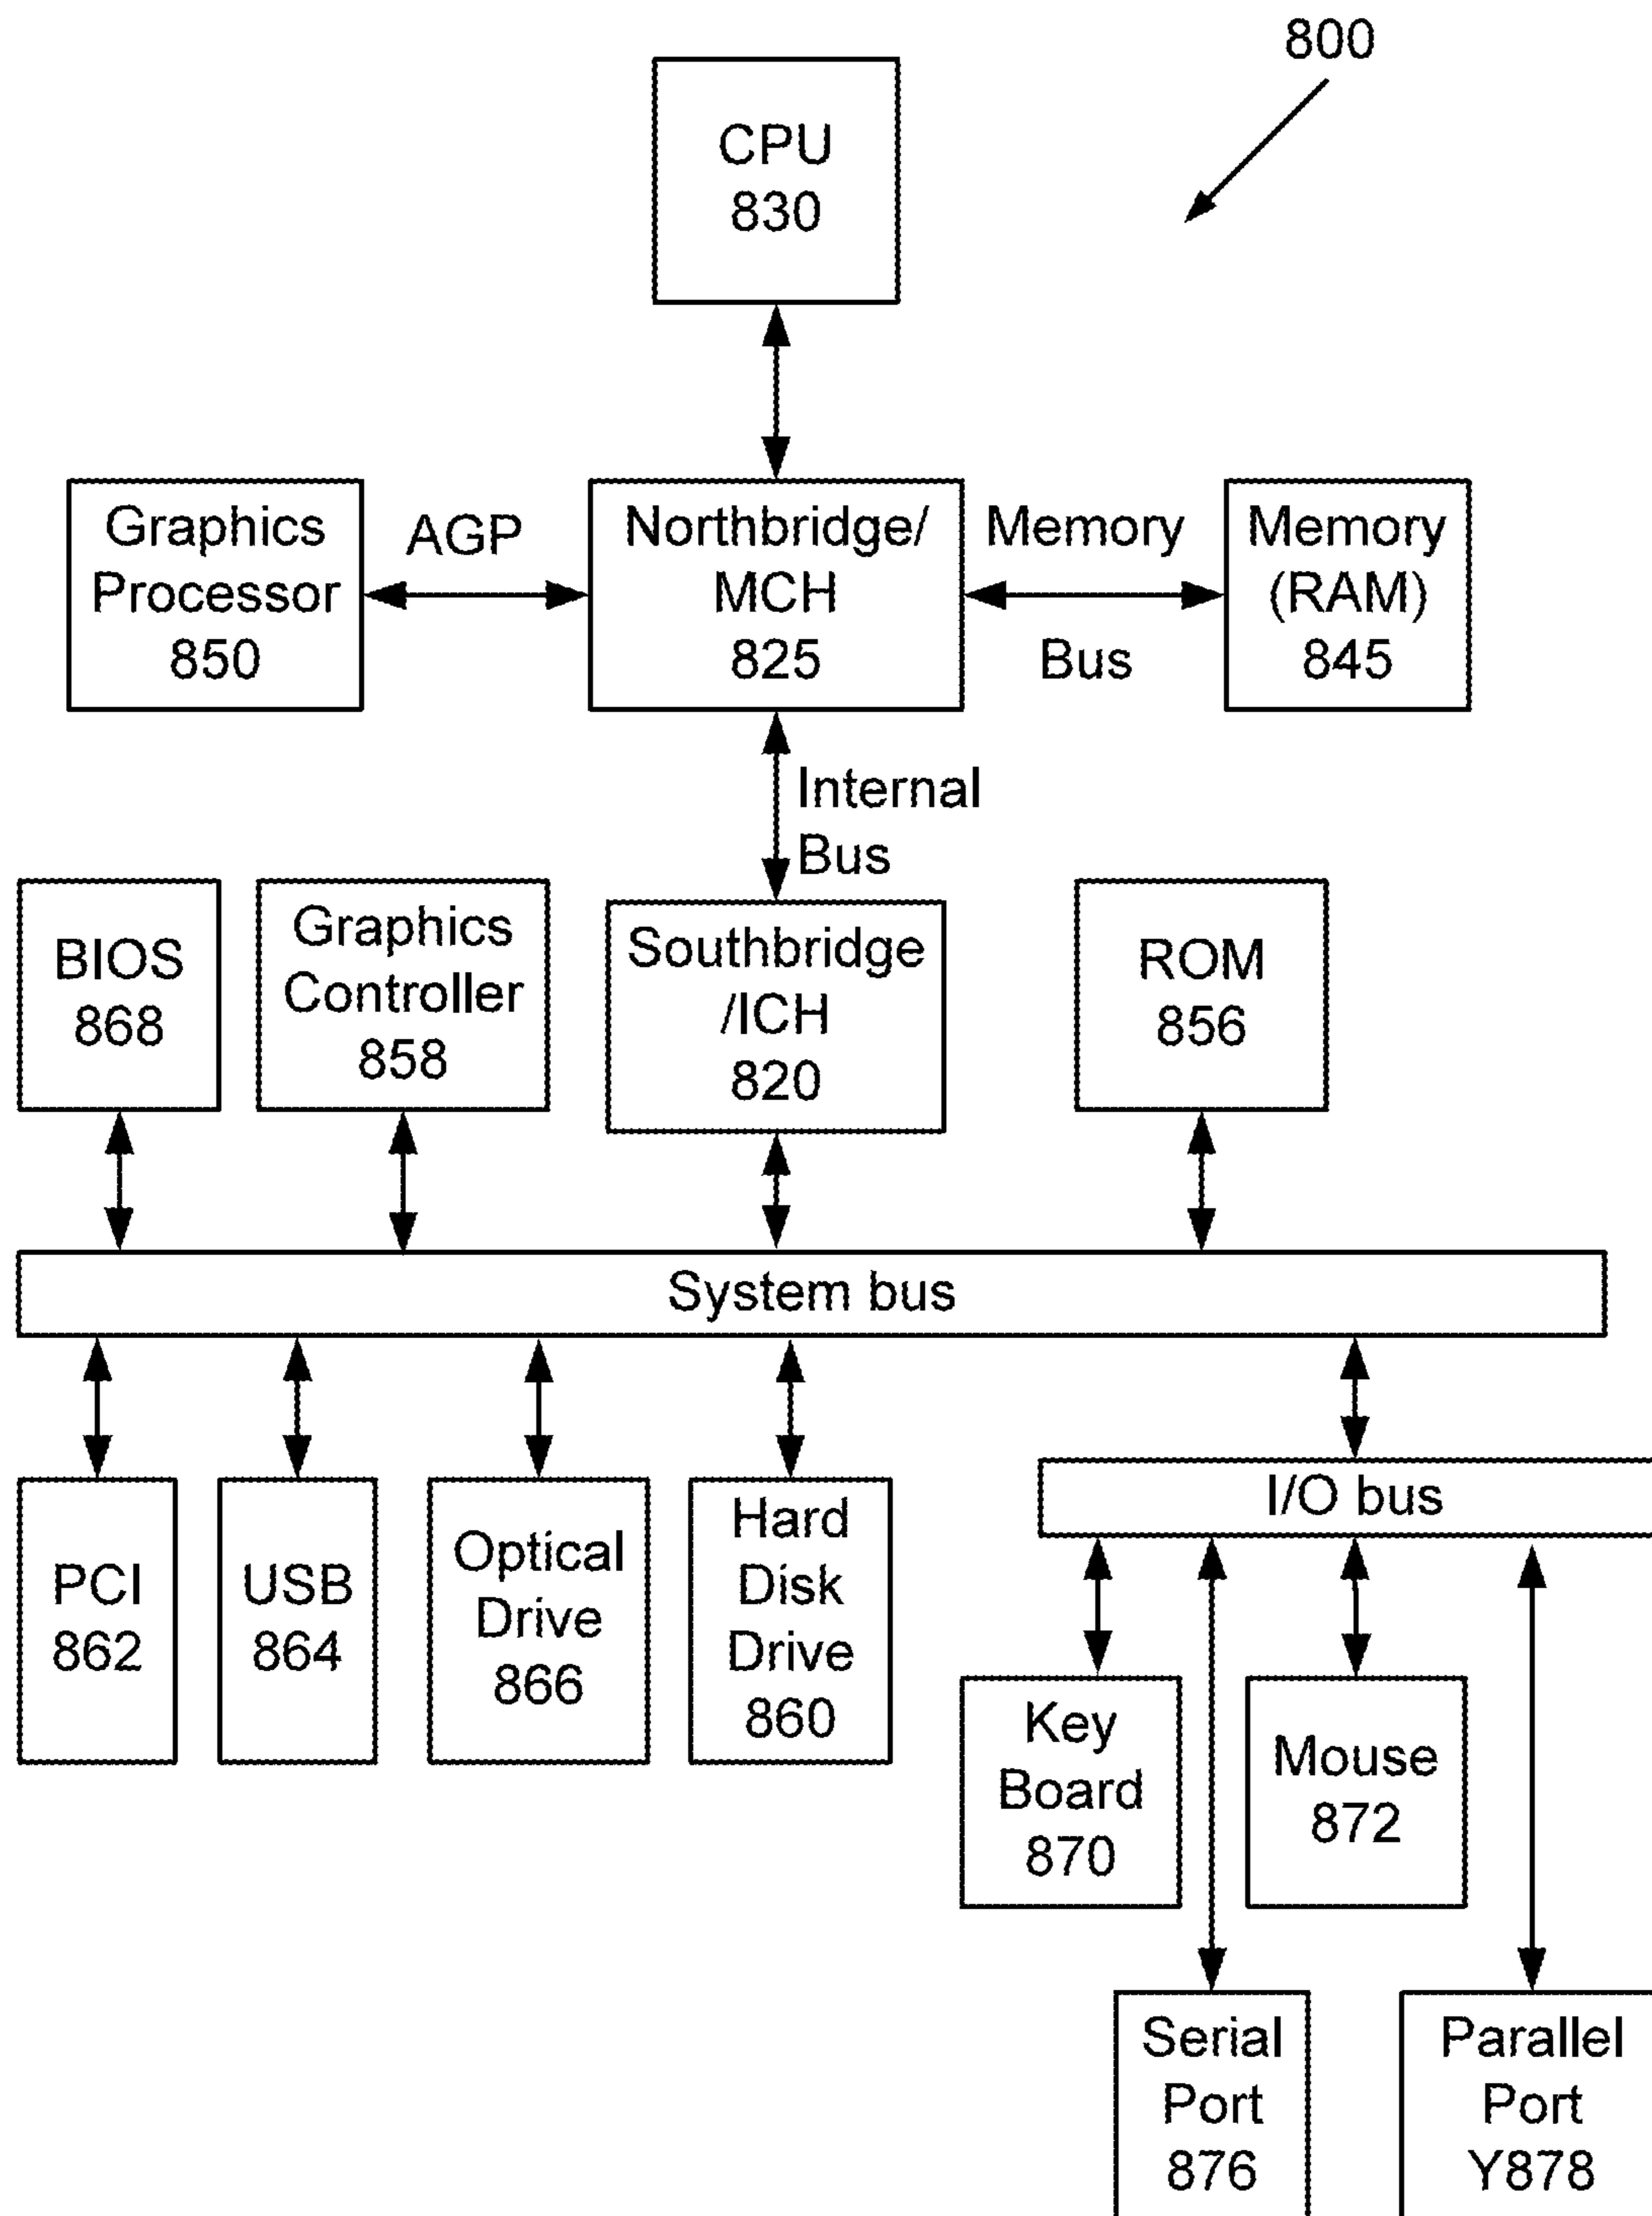 800
CPU
830
Graphics
Processor
850
AGP
Northbridge/
MCH
825
Memory
Bus
Memory
(RAM)
845
Internal
Bus
BIOS
868
Graphics
Controller
858
Southbridge
/ICH
820
ROM
856
System bus
PCI
862
USB
864
Optical
Drive
866
Hard
Disk
Drive
860
I/O bus
Key
Board
870
Mouse
872
Serial
Port
876
Parallel
Port
Y878